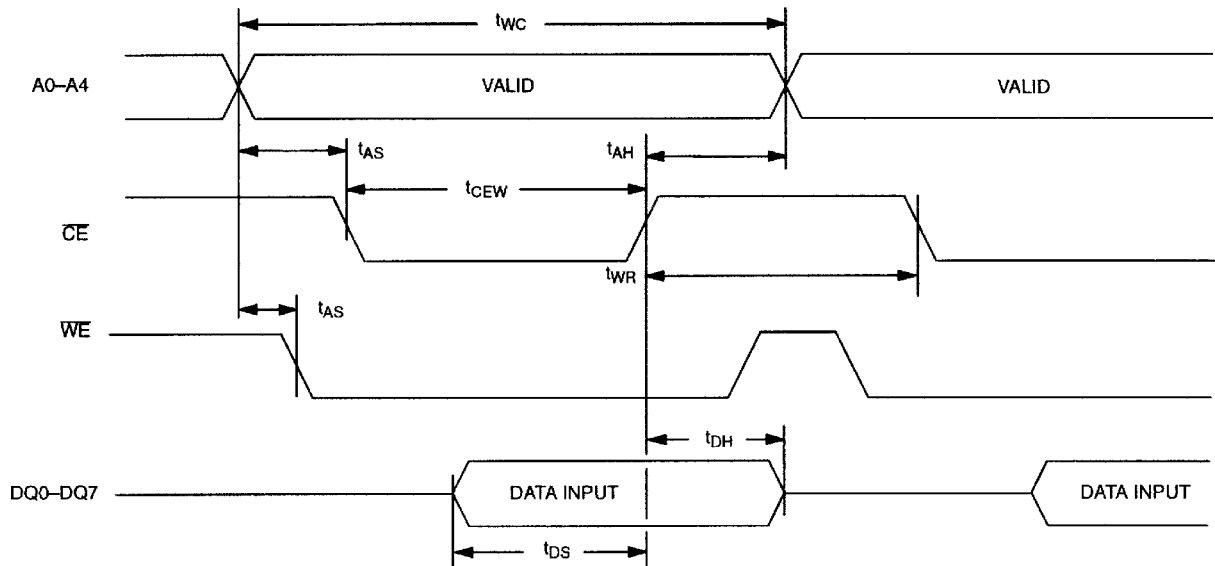 tWC
A0–A4
VALID
VALID
tAS
tAH
tCEW
CE
tWR
tAS
WE
tDH
DQ0–DQ7
DATA INPUT
DATA INPUT
tDS